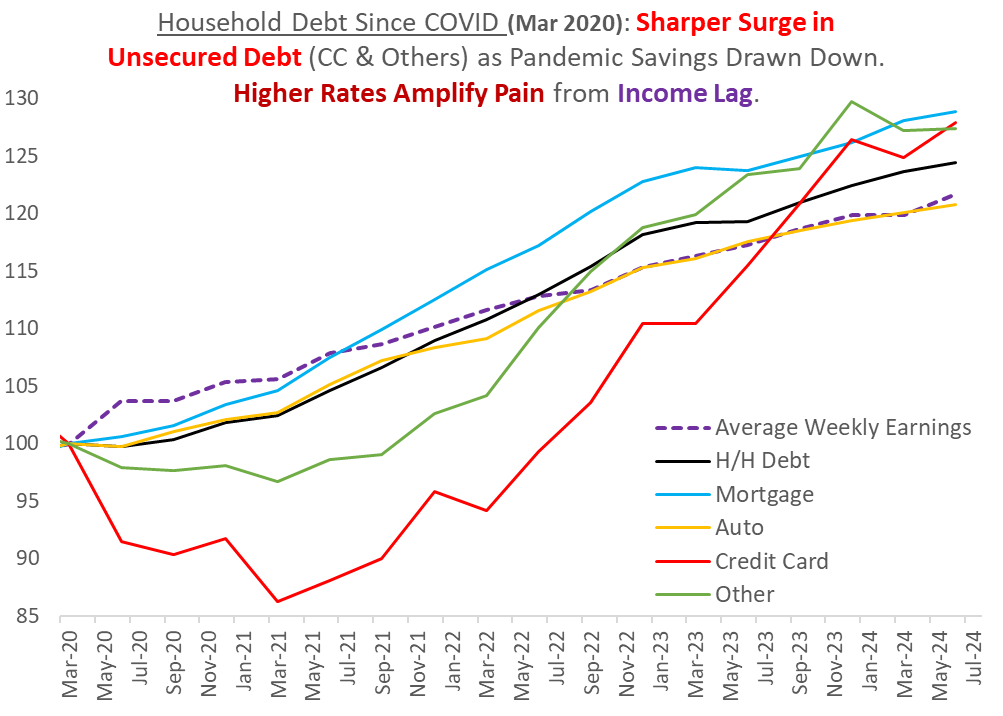 Household Debt Since COVID (Mar 2020): Sharper Surge in
Unsecured Debt (CC & Others) as Pandemic Savings Drawn Down.
Higher Rates Amplify Pain from Income Lag.
130
125
120
115
110
105
100
95
90
85
Average Weekly Earnings
H/H Debt
Mortgage
Auto
Credit Card
Other
Mar-20
May-20
Jul-20
Sep-20
Nov-20
Jan-21
Mar-21
May-21
Jul-21
Sep-21
Nov-21
Jan-22
Mar-22
May-22
Jul-22
Sep-22
Nov-22
Jan-23
Mar-23
May-23
Jul-23
Sep-23
Nov-23
Jan-24
Mar-24
May-24
Jul-24